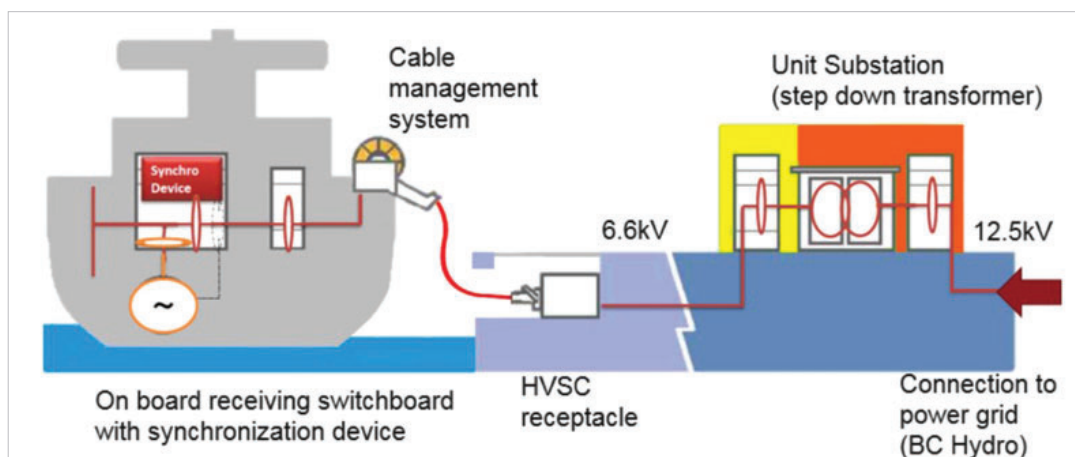 Cable
management
system
Unit Substation
(step down transformer)
Synchro
Device
~
6.6kV
12.5kV
On board receiving switchboard
with synchronization device
HVSC
receptacle
Connection to
power grid
(BC Hydro)